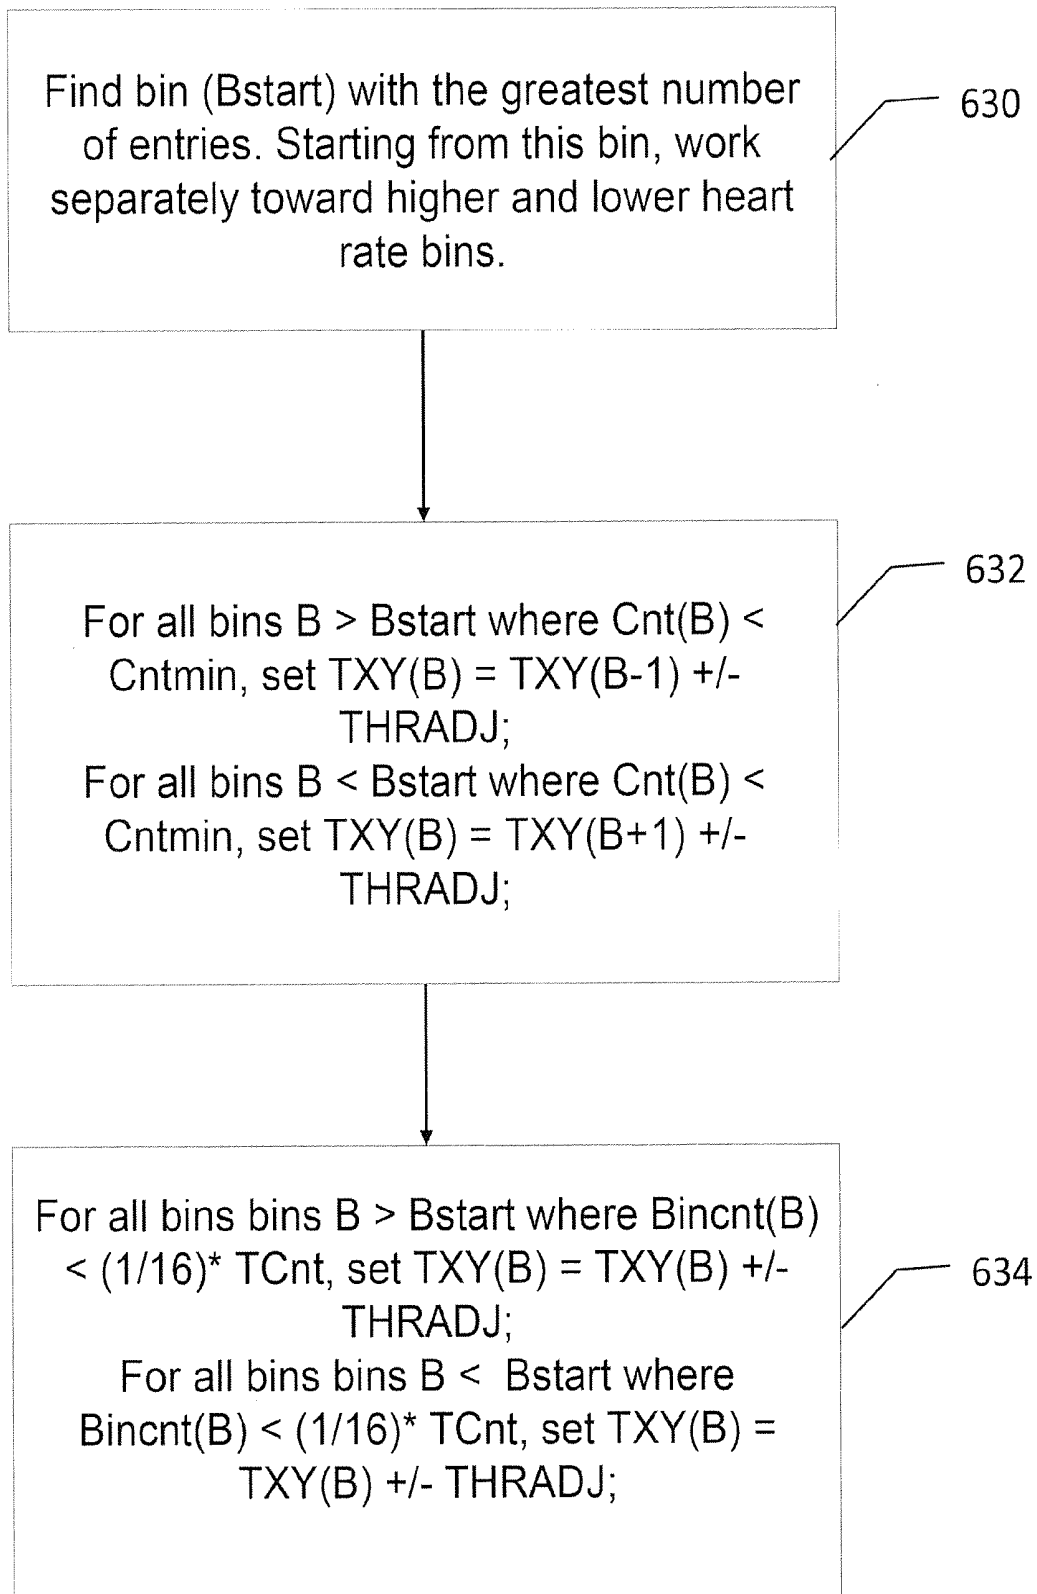 Find bin (Bstart) with the greatest number
of entries. Starting from this bin, work
separately toward higher and lower heart
rate bins.
630
For all bins B > Bstart where Cnt(B) <
Cntmin, set TXY(B) = TXY(B-1) +/-
THRADJ;
For all bins B < Bstart where Cnt(B) <
Cntmin, set TXY(B) = TXY(B+1) +/-
THRADJ;
632
For all bins bins B > Bstart where Bincnt(B)
< (1/16)* TCnt, set TXY(B) = TXY(B) +/-
THRADJ;
For all bins bins B < Bstart where
Bincnt(B) < (1/16)* TCnt, set TXY(B) =
TXY(B) +/- THRADJ;
634